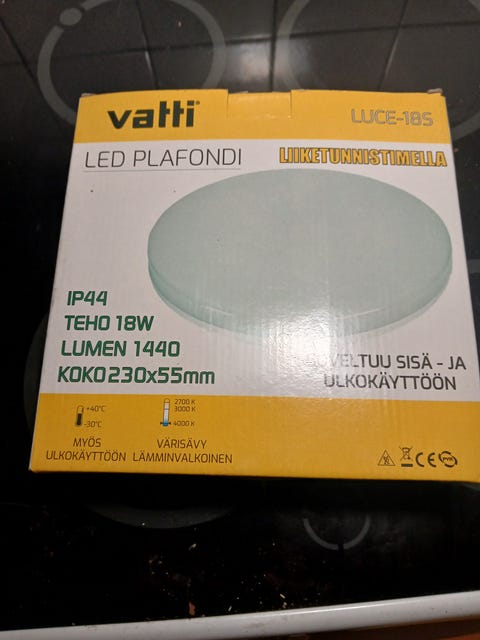 vatti
LUCE-18S
LED PLAFONDI
LIIKETUNNISTIMELLA
IP44
TEHO 18W
LUMEN 1440
KOKO 230x55mm
SOVELTUU SISÄ - JA
ULKOKÄYTTÖÖN
+40°C
-30°C
2700 K
3000 K
4000 K
MYÖS
ULKOKÄYTTÖÖN
VÄRISÄVY
LÄMMINVALKOINEN
CE